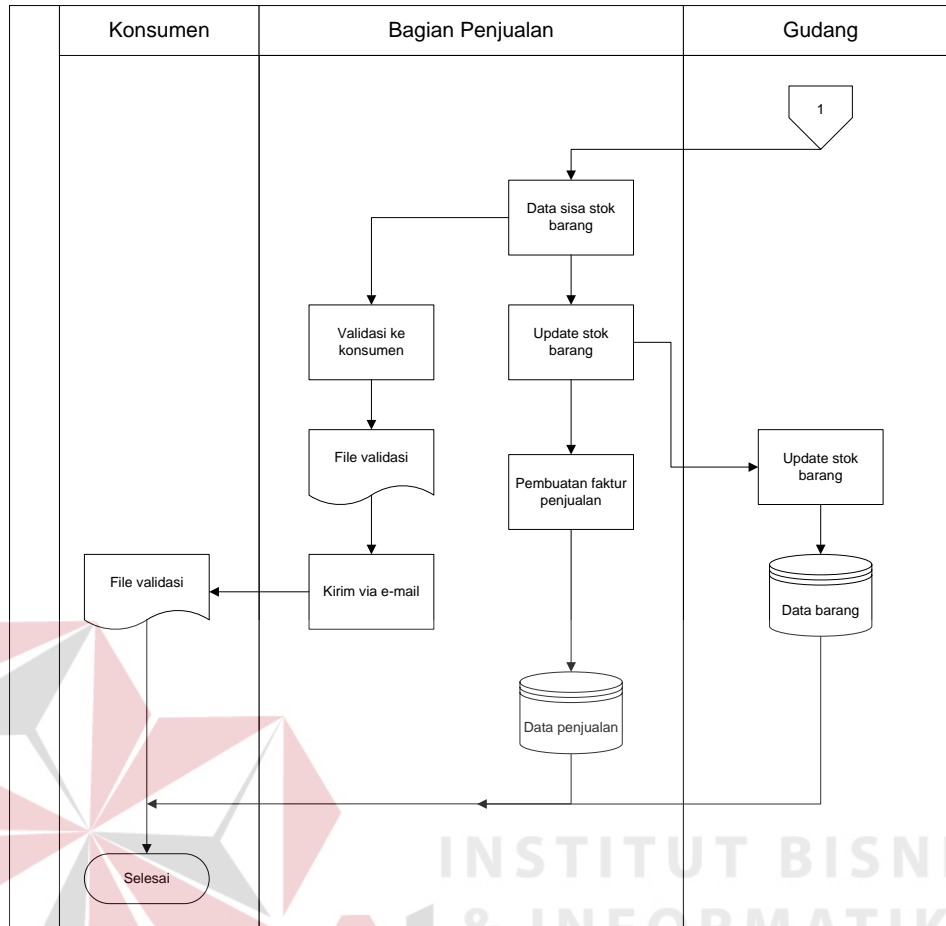 Konsumen
Bagian Penjualan
Gudang
1
Data sisa stok
barang
Validasi ke
konsumen
Update stok
barang
File validasi
Pembuatan faktur
penjualan
Update stok
barang
File validasi
Kirim via e-mail
Data barang
Data penjualan
Selesai
INSTITUT BISNI
& INFORMATIK